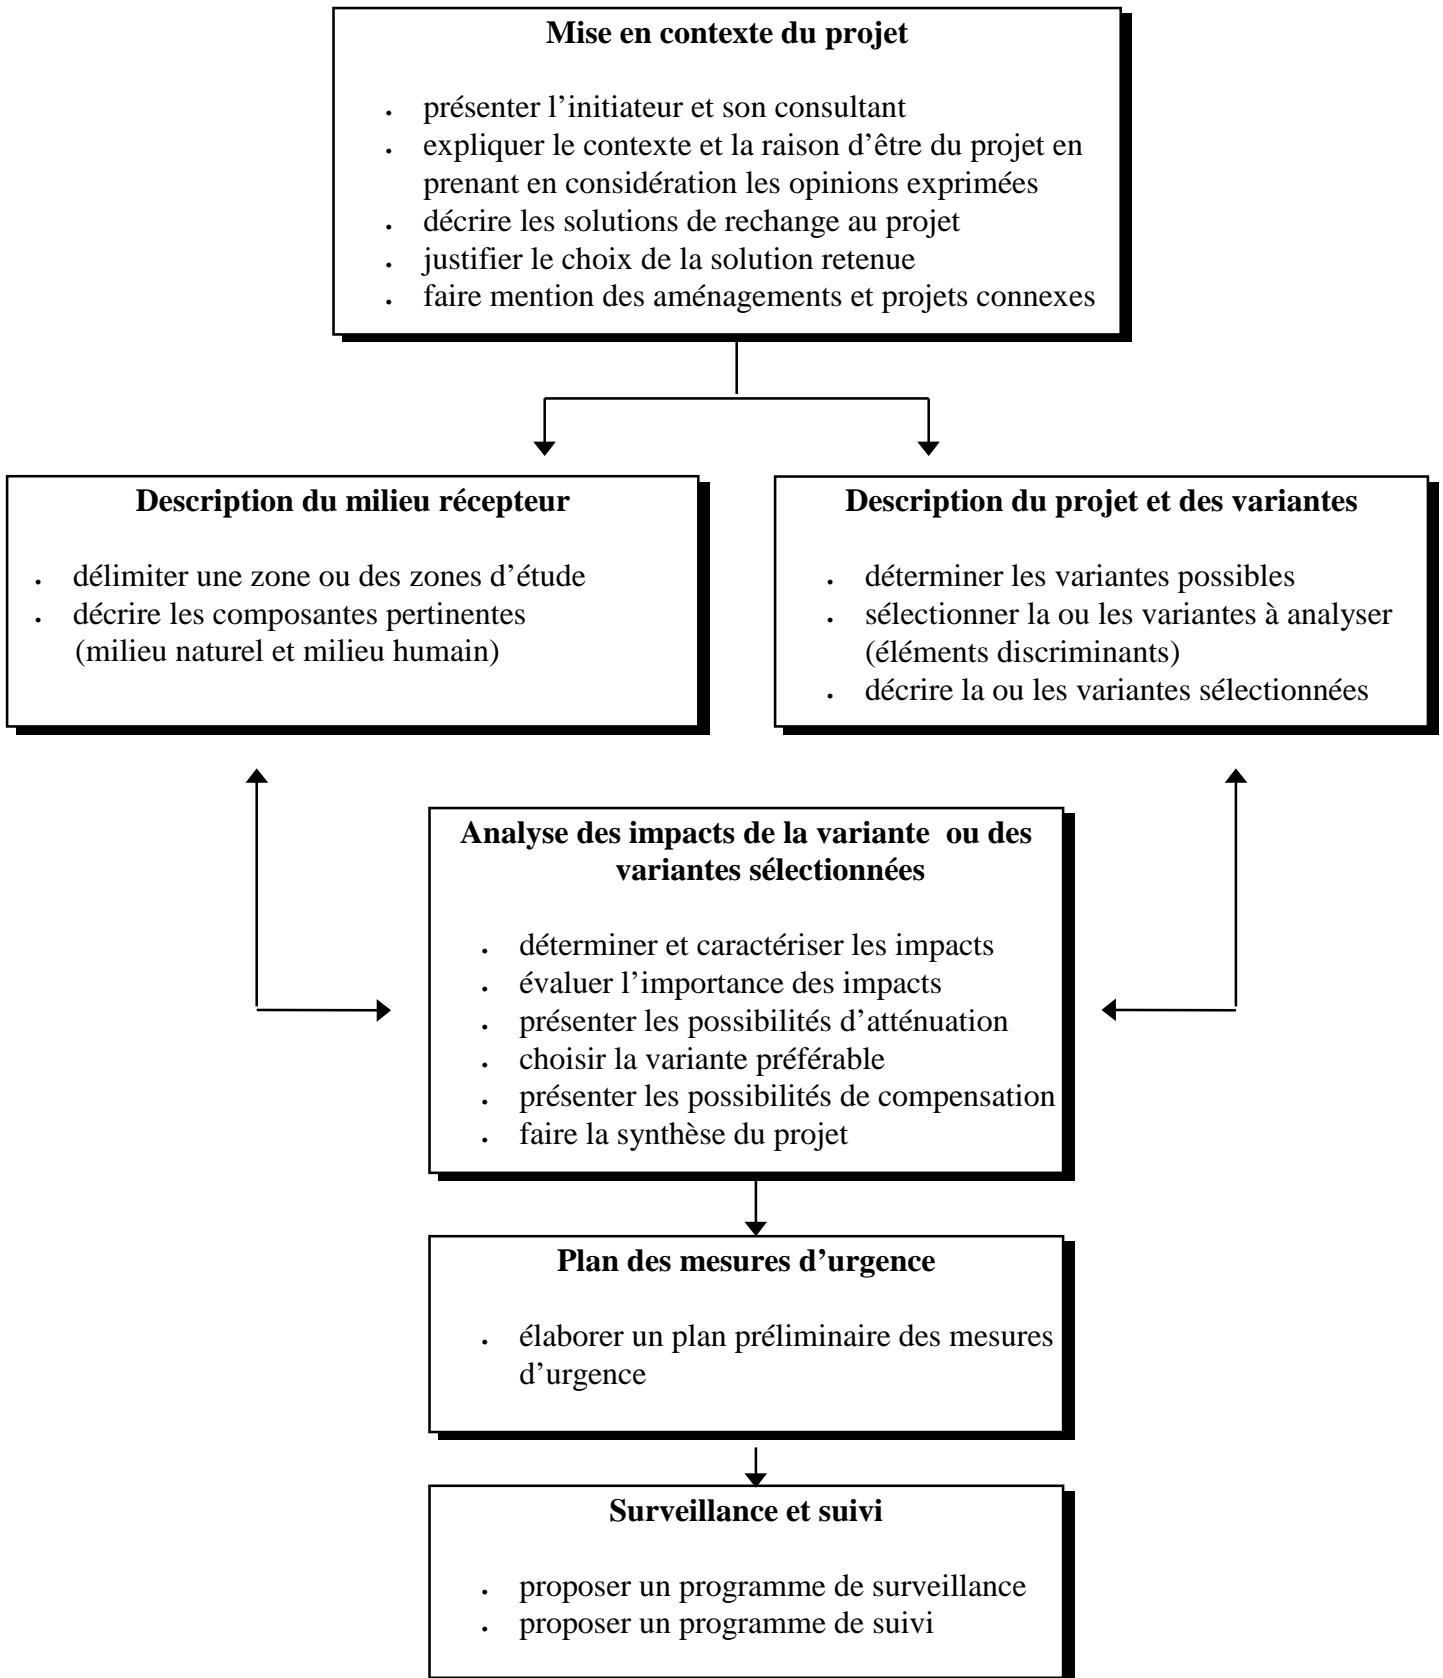 Mise en contexte du projet
. présenter l’initiateur et son consultant
. expliquer le contexte et la raison d’être du projet en
prenant en considération les opinions exprimées
. décrire les solutions de rechange au projet
. justifier le choix de la solution retenue
. faire mention des aménagements et projets connexes
Description du milieu récepteur
. délimiter une zone ou des zones d’étude
. décrire les composantes pertinentes
(milieu naturel et milieu humain)
Description du projet et des variantes
. déterminer les variantes possibles
. sélectionner la ou les variantes à analyser
(éléments discriminants)
. décrire la ou les variantes sélectionnées
Analyse des impacts de la variante ou des
variantes sélectionnées
. déterminer et caractériser les impacts
. évaluer l’importance des impacts
. présenter les possibilités d’atténuation
. choisir la variante préférable
. présenter les possibilités de compensation
. faire la synthèse du projet
Plan des mesures d’urgence
. élaborer un plan préliminaire des mesures
d’urgence
Surveillance et suivi
. proposer un programme de surveillance
. proposer un programme de suivi